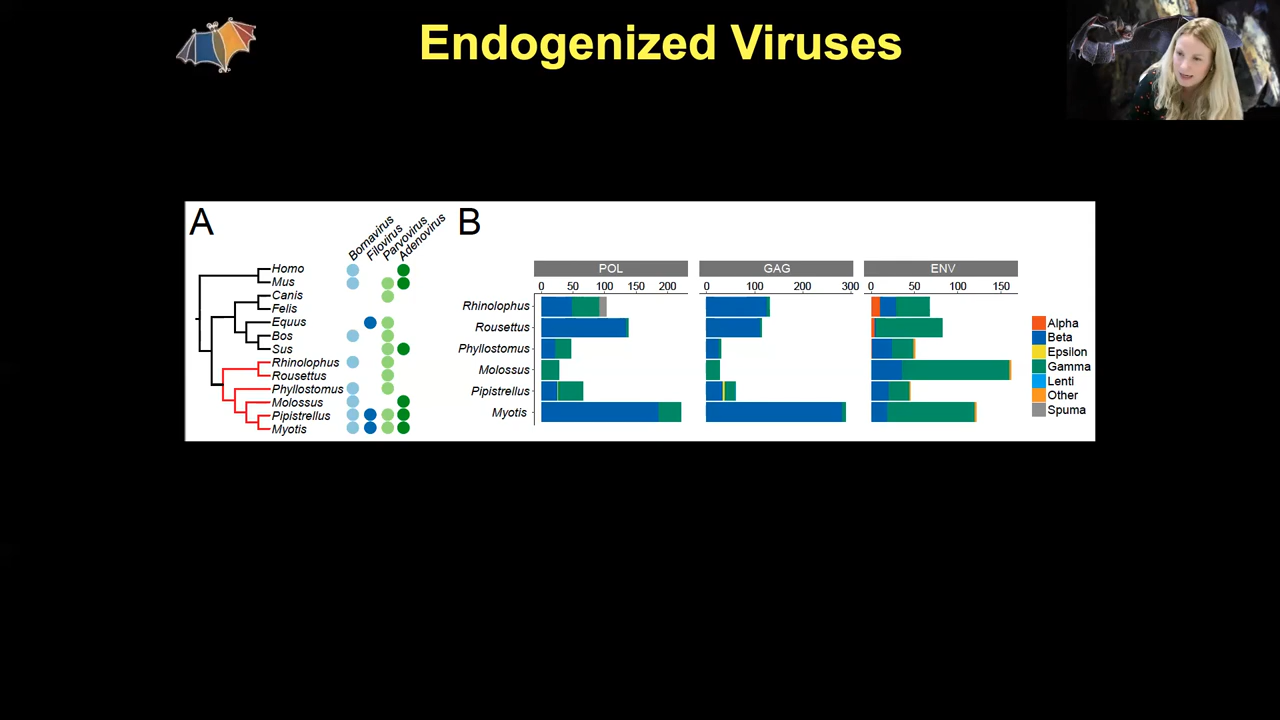 Endogenized Viruses
A
Bornavirus
Filovirus
Parvovirus
Adenovirus
Homo
Mus
Canis
Felis
Equus
Bos
Sus
Rhinolophus
Rousettus
Phyllostomus
Molossus
Pipistrellus
Myotis
B
POL GAG ENV
0 50 100 200 0 100 200 300 0 50 100 150
Rhinolophus
Rousettus
Phyllostomus
Molossus
Pipistrellus
Myotis
Alpha
Beta
Epsilon
Gamma
Lenti
Other
Spuma